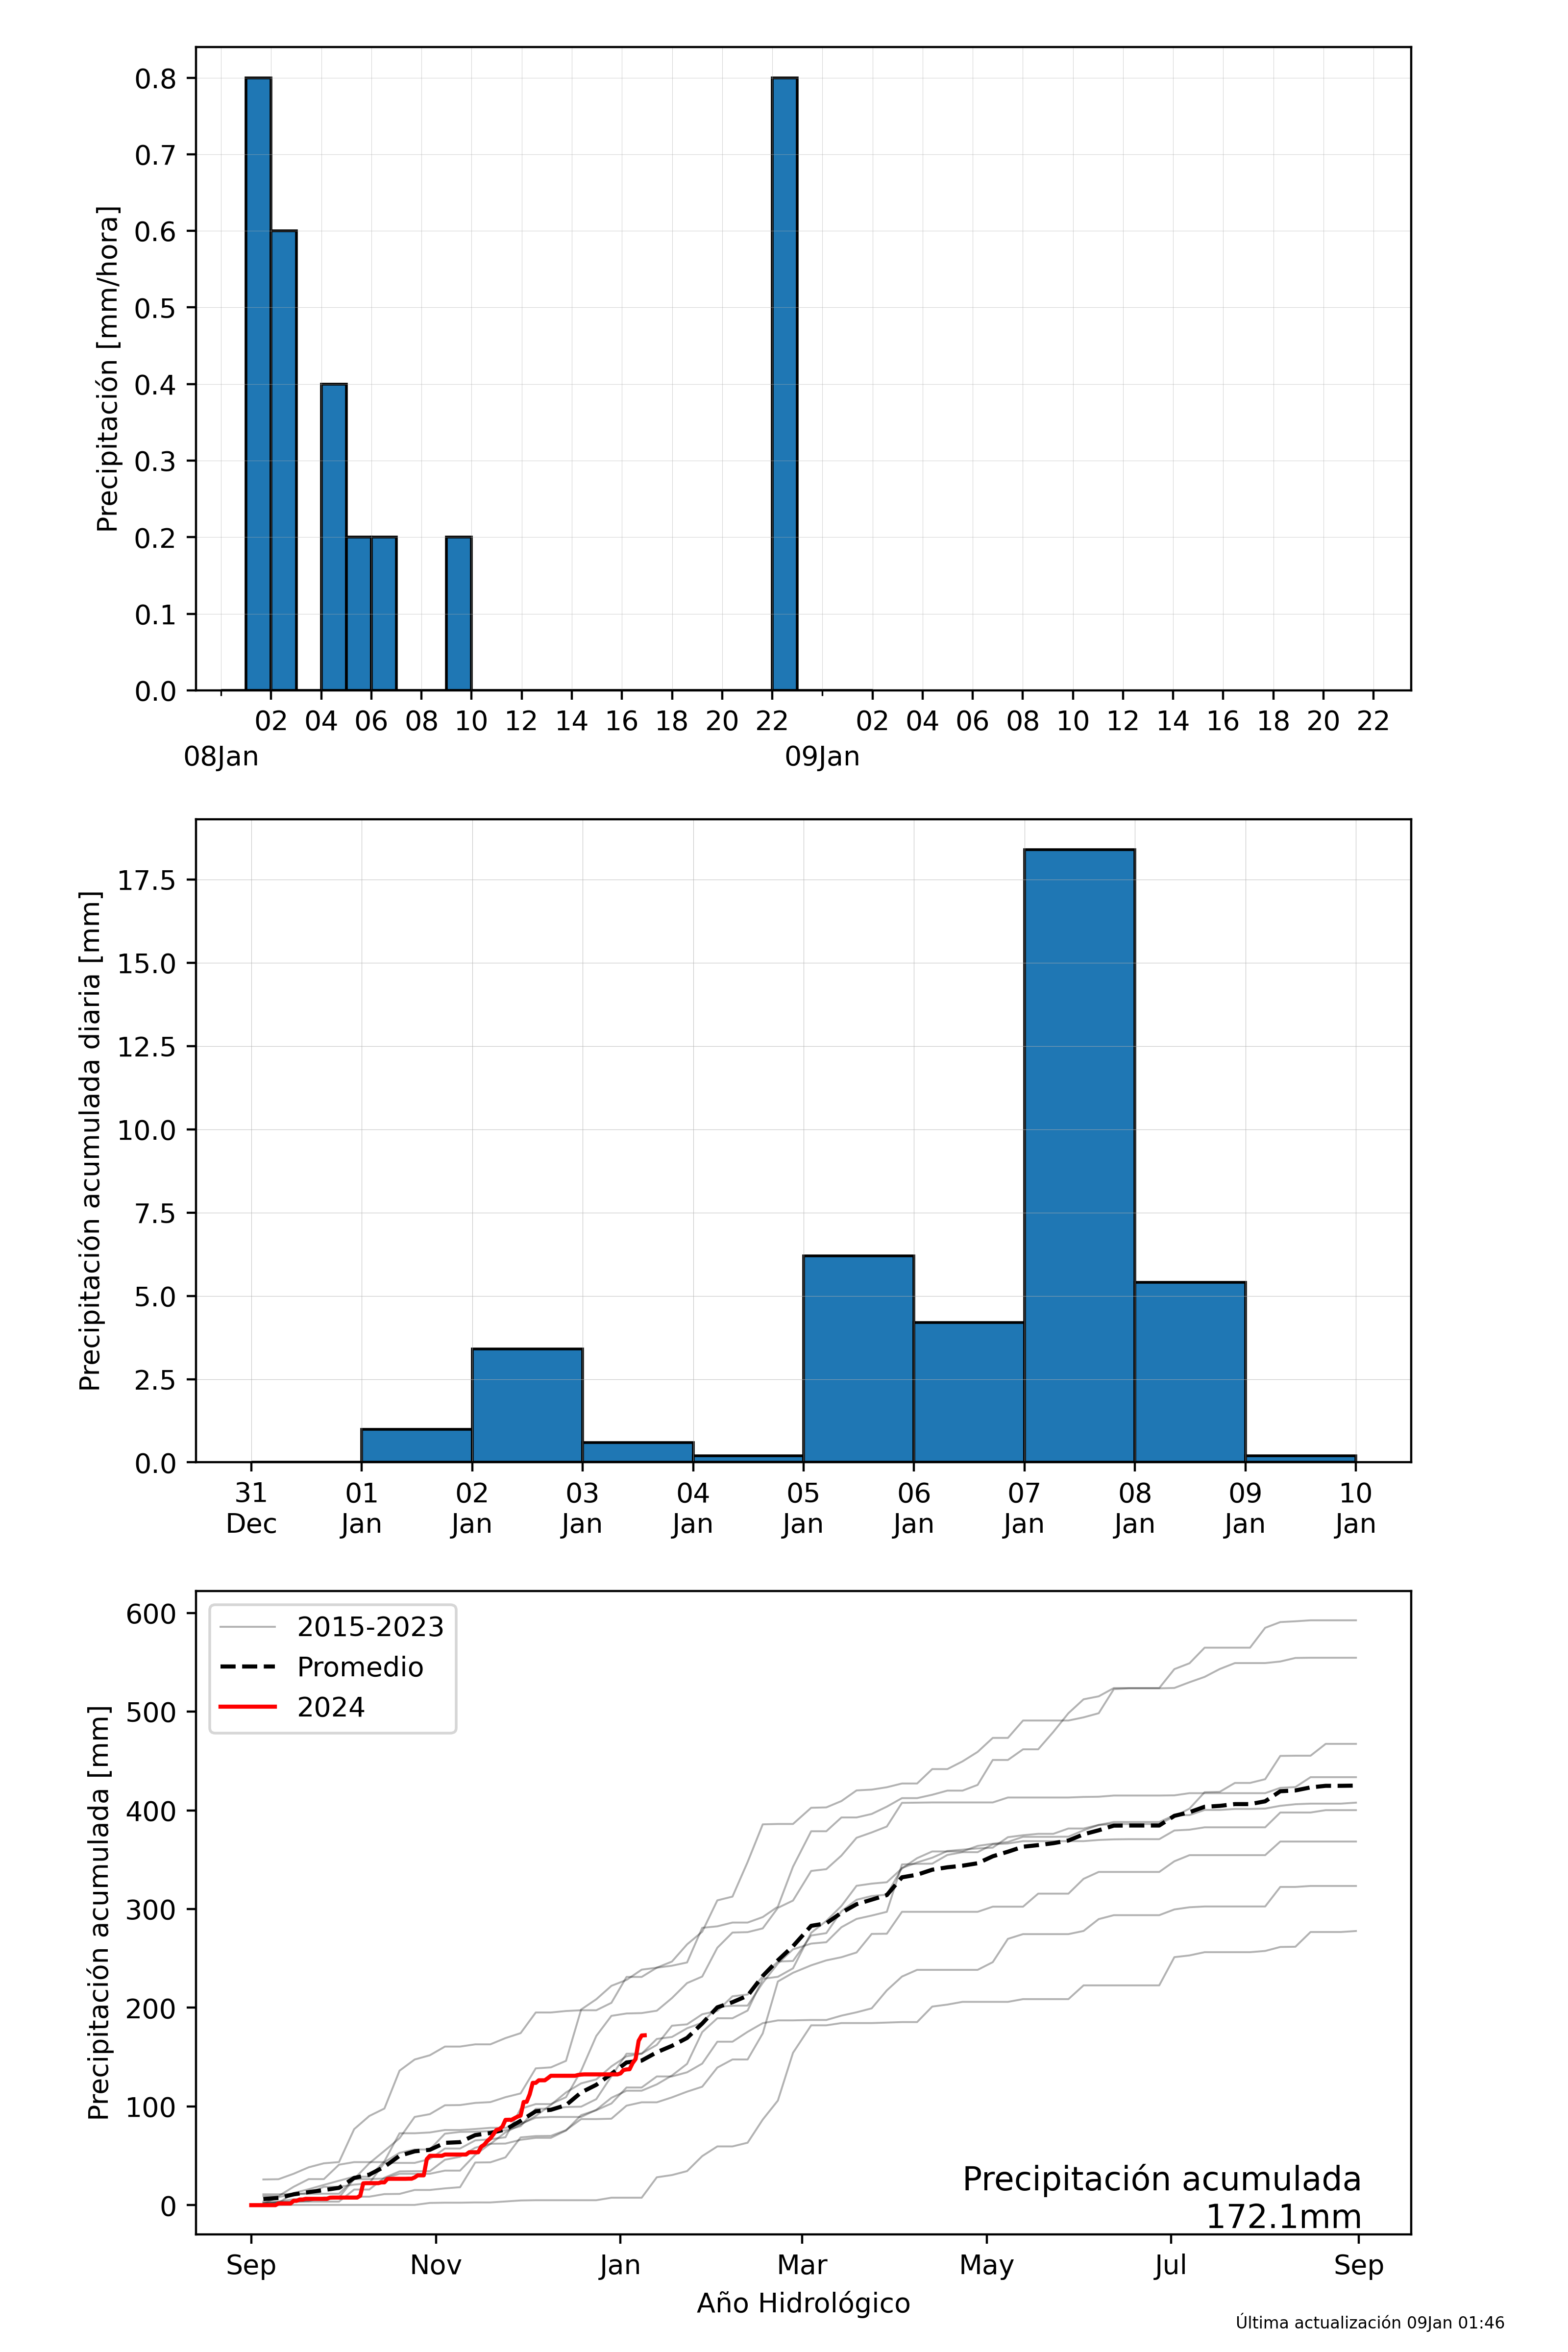 Precipitación [mm/hora]
0.8
0.7
0.6
0.5
0.4
0.3
0.2
0.1
0.0
02 04 06 08 10 12 14 16 18 20 22 02 04 06 08 10 12 14 16 18 20 22
08Jan 09Jan
Precipitación acumulada diaria [mm]
17.5
15.0
12.5
10.0
7.5
5.0
2.5
0.0
31 01 02 03 04 05 06 07 08 09 10
Dec Jan Jan Jan Jan Jan Jan Jan Jan Jan Jan
Precipitación acumulada [mm]
600
500
400
300
200
100
0
2015-2023
Promedio
2024
Precipitación acumulada
172.1mm
Sep Nov Jan Mar May Jul Sep
Año Hidrológico
Última actualización 09Jan 01:46